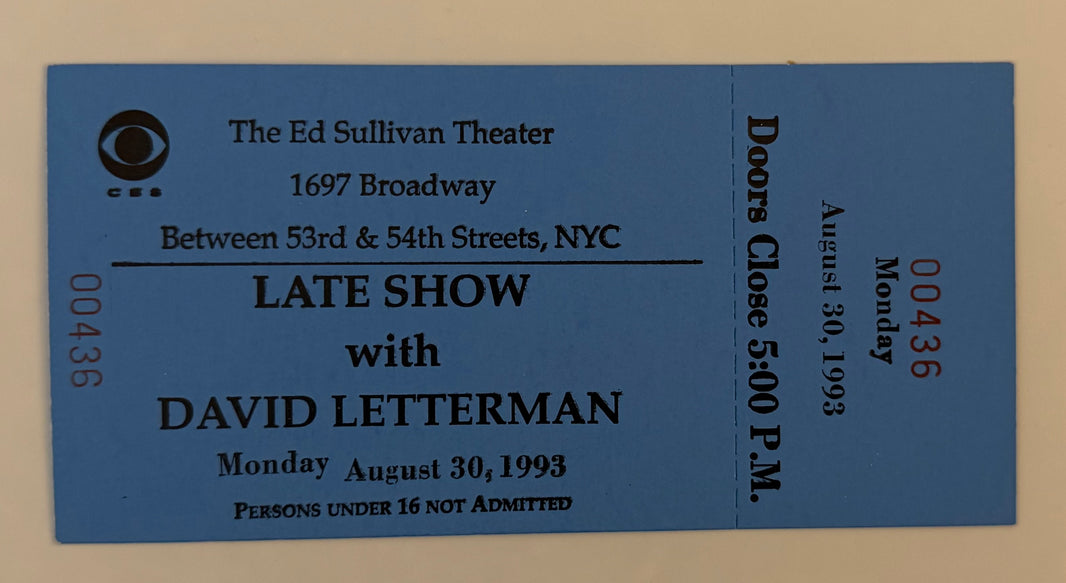 CBS
The Ed Sullivan Theater
1697 Broadway
Between 53rd & 54th Streets, NYC
LATE SHOW
with
DAVID LETTERMAN
Monday August 30, 1993
PERSONS UNDER 16 NOT ADMITTED
00436
Doors Close 5:00 P.M.
August 30, 1993
Monday
00436